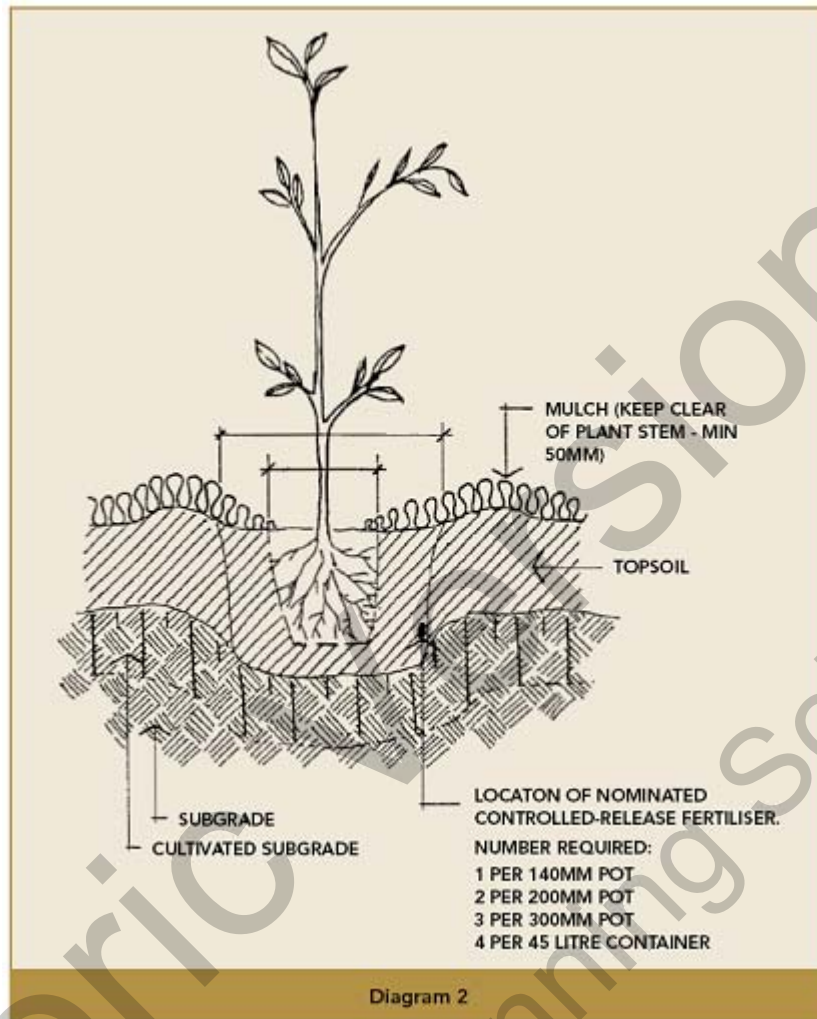 MULCH (KEEP CLEAR
OF PLANT STEM - MIN
50MM)
TOPSOIL
LOCATON OF NOMINATED
CONTROLLED-RELEASE FERTILISER.
NUMBER REQUIRED:
1 PER 140MM POT
2 PER 200MM POT
3 PER 300MM POT
4 PER 45 LITRE CONTAINER
SUBGRADE
CULTIVATED SUBGRADE
Diagram 2